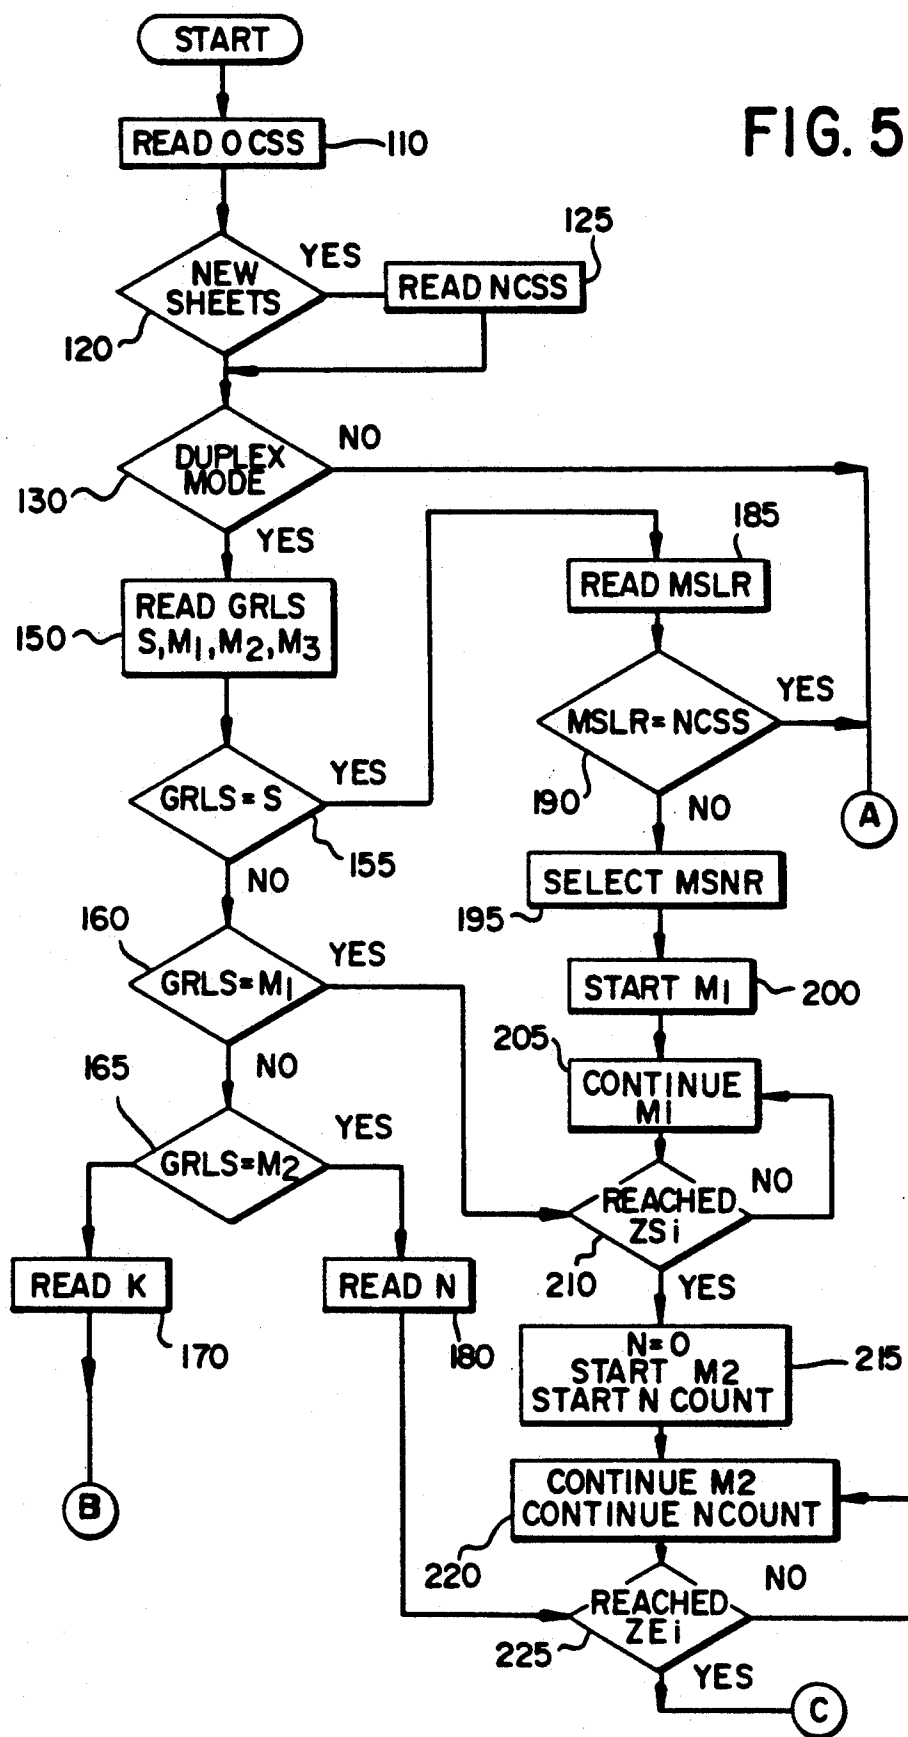 START
FIG. 5
READ O CSS
110
NEW
SHEETS
YES
120
125
READ NCSS
DUPLEX
MODE
NO
130
YES
READ GRLS
S, M1, M2, M3
150
185
READ MSLR
MSLR = NCSS
YES
190
NO
A
GRLS = S
YES
155
NO
SELECT MSNR
195
160
GRLS = M1
YES
NO
START M1
200
205
CONTINUE
M1
165
GRLS = M2
YES
REACHED
ZSi
NO
210
YES
READ K
170
READ N
180
N=0
START M2
START N COUNT
215
B
CONTINUE M2
CONTINUE N COUNT
220
REACHED
ZEi
NO
225
YES
C